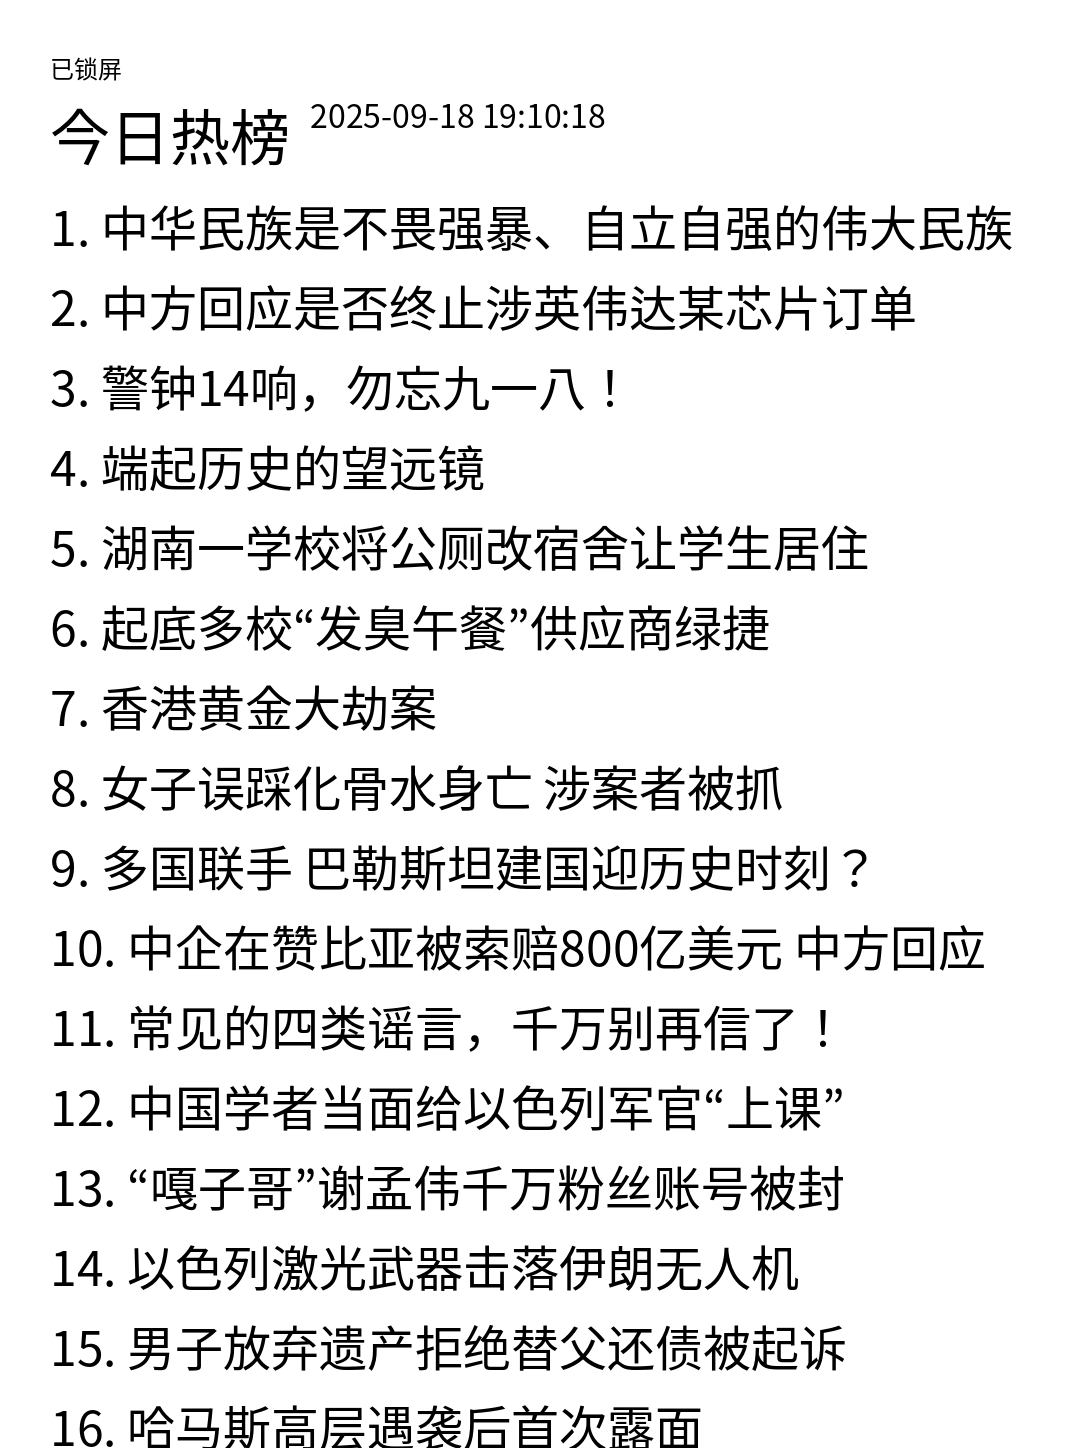 已锁屏
今日热榜 2025-09-18 19:10:18
1. 中华民族是不畏强暴、自立自强的伟大民族
2. 中方回应是否终止涉英伟达某芯片订单
3. 警钟14响，勿忘九一八！
4. 端起历史的望远镜
5. 湖南一学校将公厕改宿舍让学生居住
6. 起底多校“发臭午餐”供应商绿捷
7. 香港黄金大劫案
8. 女子误踩化骨水身亡 涉案者被抓
9. 多国联手 巴勒斯坦建国迎历史时刻？
10. 中企在赞比亚被索赔800亿美元 中方回应
11. 常见的四类谣言，千万别再信了！
12. 中国学者当面给以色列军官“上课”
13. “嘎子哥”谢孟伟千万粉丝账号被封
14. 以色列激光武器击落伊朗无人机
15. 男子放弃遗产拒绝替父还债被起诉
16. 哈马斯高层遇袭后首次露面